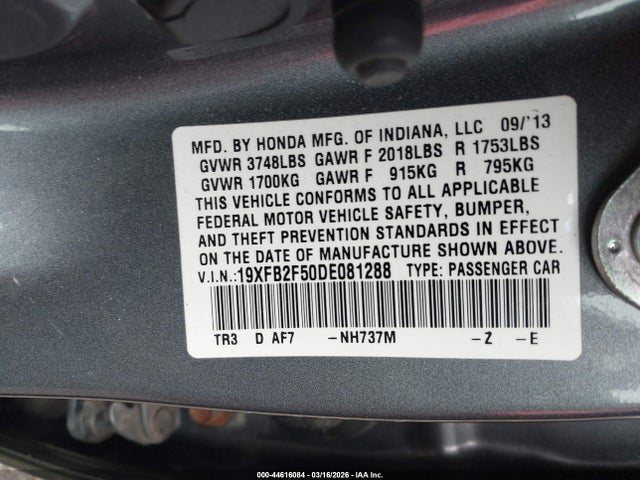 MFD. BY HONDA MFG. OF INDIANA, LLC 09/'13
GVWR 3748LBS GAWR F 2018LBS R 1753LBS
GVWR 1700KG GAWR F 915KG R 795KG
THIS VEHICLE CONFORMS TO ALL APPLICABLE
FEDERAL MOTOR VEHICLE SAFETY, BUMPER,
AND THEFT PREVENTION STANDARDS IN EFFECT
ON THE DATE OF MANUFACTURE SHOWN ABOVE.
V.I.N.:19XFB2F50DE081288 TYPE: PASSENGER CAR
TR3 D AF7 -NH737M -Z -E
000-44616084 - 03/16/2026 - IAA Inc.